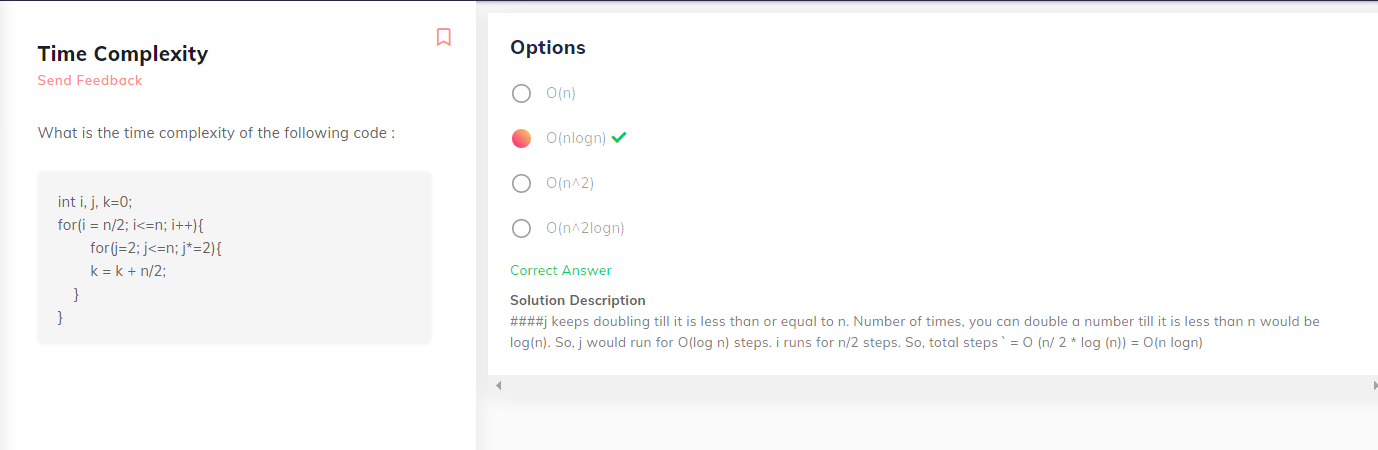 Time Complexity
Send Feedback
What is the time complexity of the following code :
int i, j, k=0;
for(i = n/2; i<=n; i++){
for(j=2; j<=n; j*=2){
k = k + n/2;
}
}
Options
O(n)
O(nlogn)
O(n^2)
O(n^2logn)
Correct Answer
Solution Description
####j keeps doubling till it is less than or equal to n. Number of times, you can double a number till it is less than n would be
log(n). So, j would run for O(log n) steps. i runs for n/2 steps. So, total steps ` = O (n/ 2 * log (n)) = O(n logn)